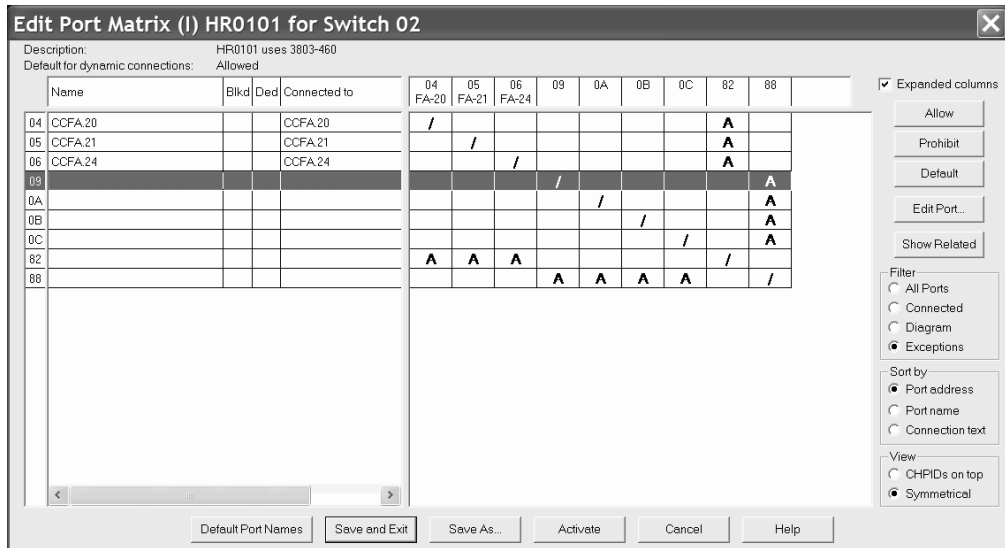 Edit Port Matrix (I) HR0101 for Switch 02
Description: HR0101 uses 3803-460
Default for dynamic connections: Allowed
Name Blkd Ded Connected to 04 05 06 09 0A 0B 0C 82 88
FA-20 FA-21 FA-24
04 CCFA.20 CCFA.20 / A
05 CCFA.21 CCFA.21 / A
06 CCFA.24 CCFA.24 / A
09 / A
0A / A
0B / A
0C / A
82 A A A /
88 A A A A /
Expanded columns
Allow
Prohibit
Default
Edit Port...
Show Related
Filter
All Ports
Connected
Diagram
Exceptions
Sort by
Port address
Port name
Connection text
View
CHPIDs on top
Symmetrical
Default Port Names Save and Exit Save As... Activate Cancel Help